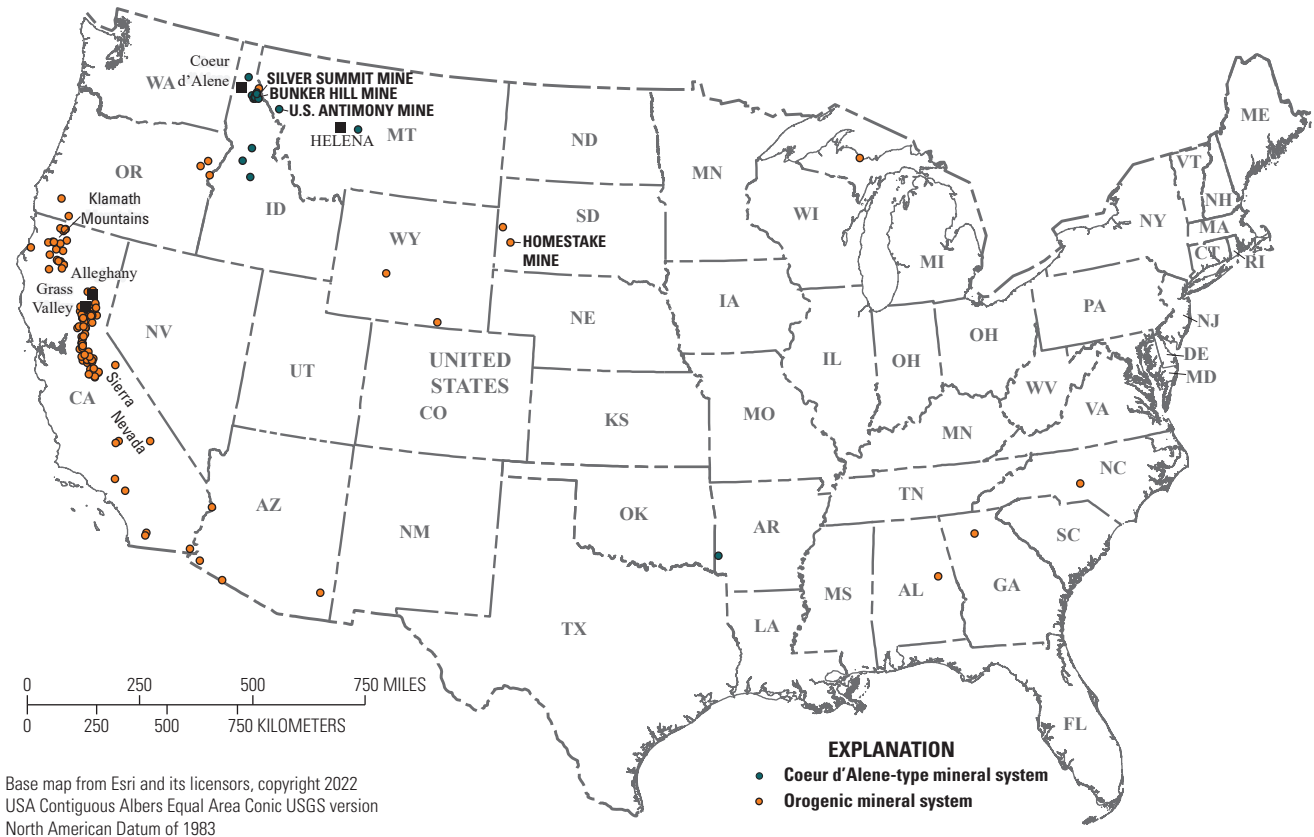 Coeur
d'Alene
WA
SILVER SUMMIT MINE
BUNKER HILL MINE
U.S. ANTIMONY MINE
HELENA
MT
ND
MN
ME
VT
NH
NY
MA
CT
RI
OR
Klamath
Mountains
ID
WY
SD
HOMESTAKE
MINE
WI
MI
Alleghany
Grass
Valley
NV
UT
NE
IA
IL
OH
OH
PA
NJ
DE
MD
WV
VA
UNITED
STATES
CO
CA
Sierra
Nevada
KS
MO
MN
NC
TN
AZ
NM
OK
AR
SC
MS
AL
GA
TX
LA
FL
0 250 500 750 MILES
0 250 500 750 KILOMETERS
EXPLANATION
Coeur d'Alene-type mineral system
Orogenic mineral system
Base map from Esri and its licensors, copyright 2022
USA Contiguous Albers Equal Area Conic USGS version
North American Datum of 1983